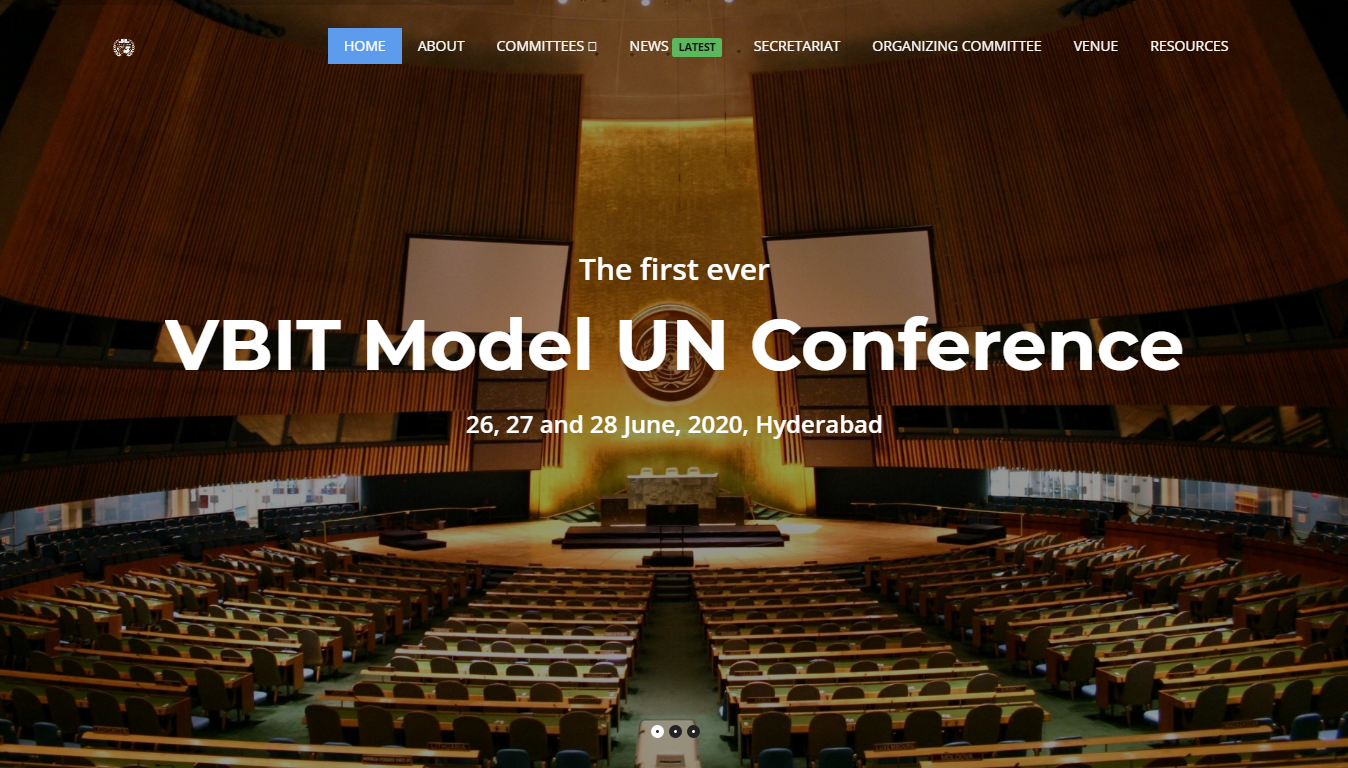 HOME ABOUT COMMITTEES NEWS LATEST SECRETARIAT ORGANIZING COMMITTEE VENUE RESOURCES
The first ever
VBIT Model UN Conference
26, 27 and 28 June, 2020, Hyderabad